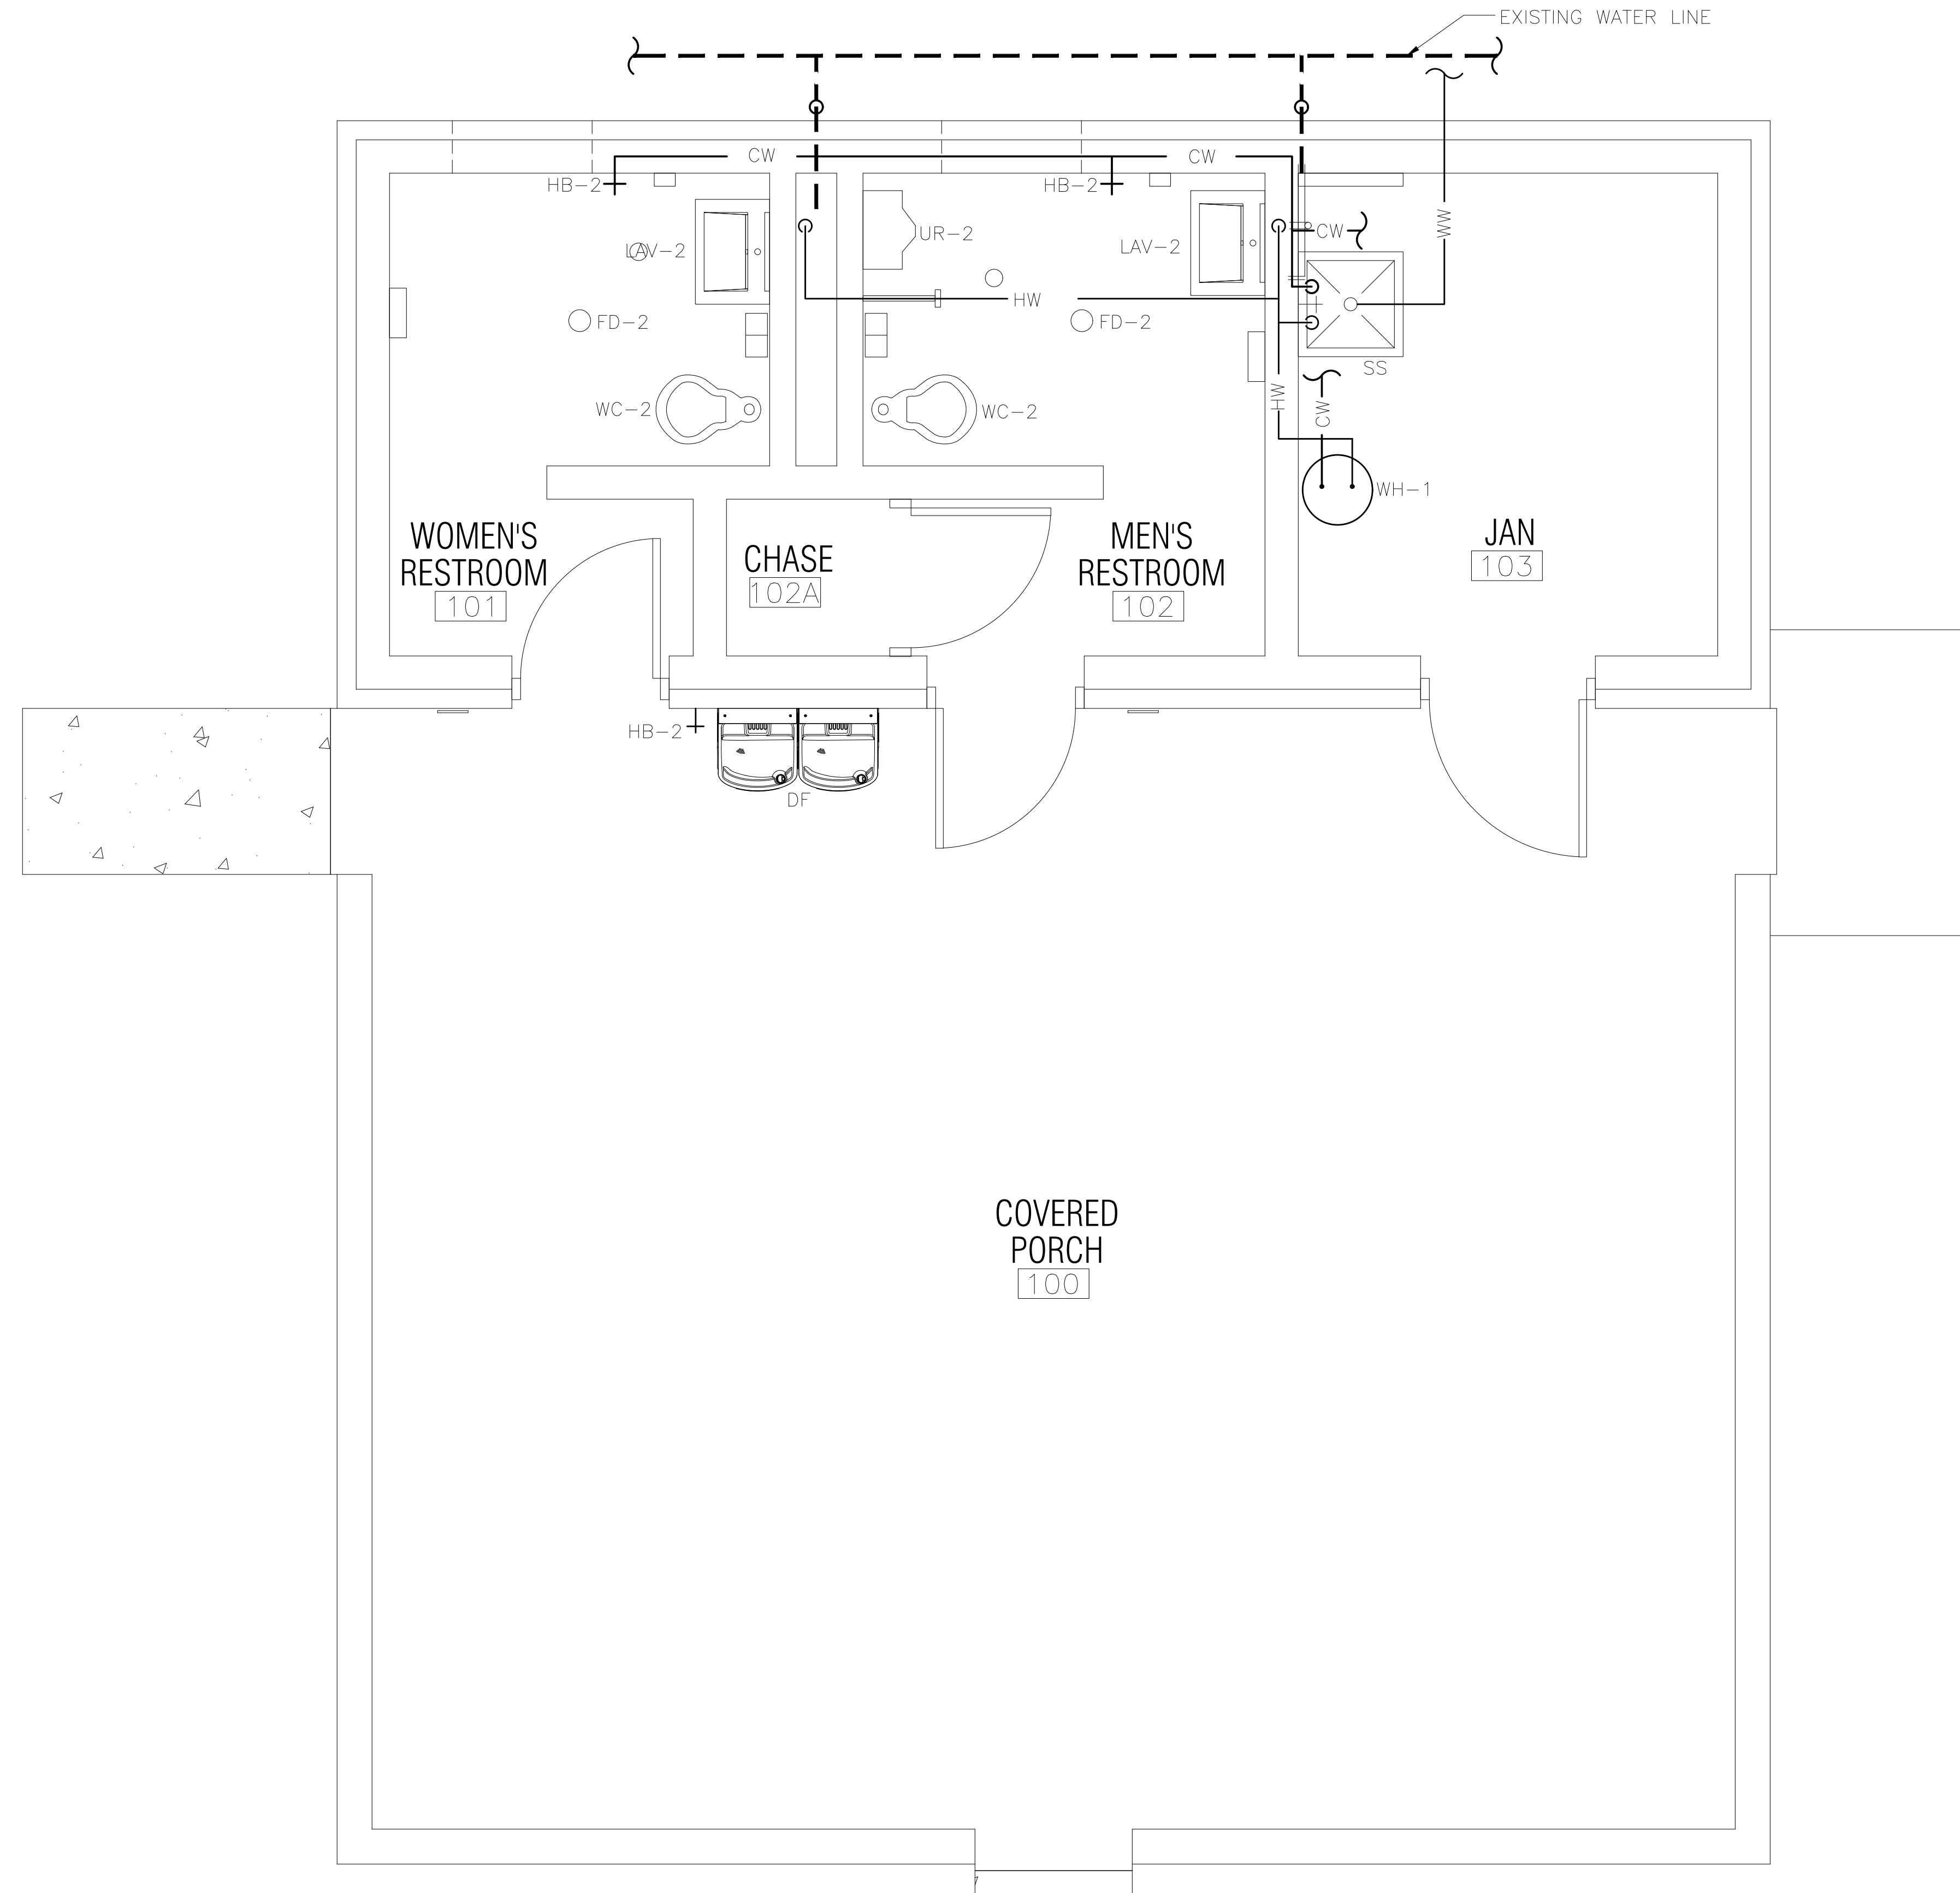 EXISTING WATER LINE
CW
CW
HB-2
HB-2
LAV-2
UR-2
LAV-2
CW
WW
HW
FD-2
FD-2
SS
WC-2
WC-2
HW
CW
WH-1
WOMEN'S
RESTROOM
101
CHASE
102A
MEN'S
RESTROOM
102
JAN
103
HB-2
DF
COVERED
PORCH
100